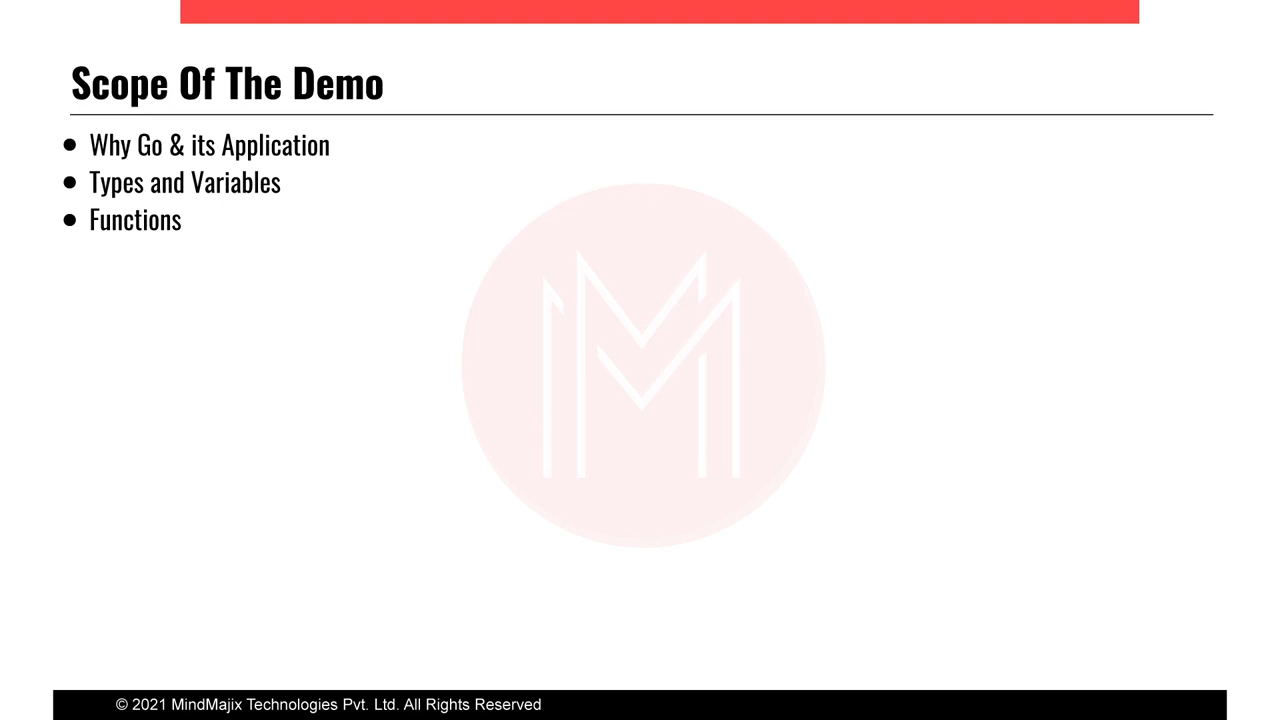 Scope Of The Demo
Why Go & its Application
Types and Variables
Functions
© 2021 MindMajix Technologies Pvt. Ltd. All Rights Reserved